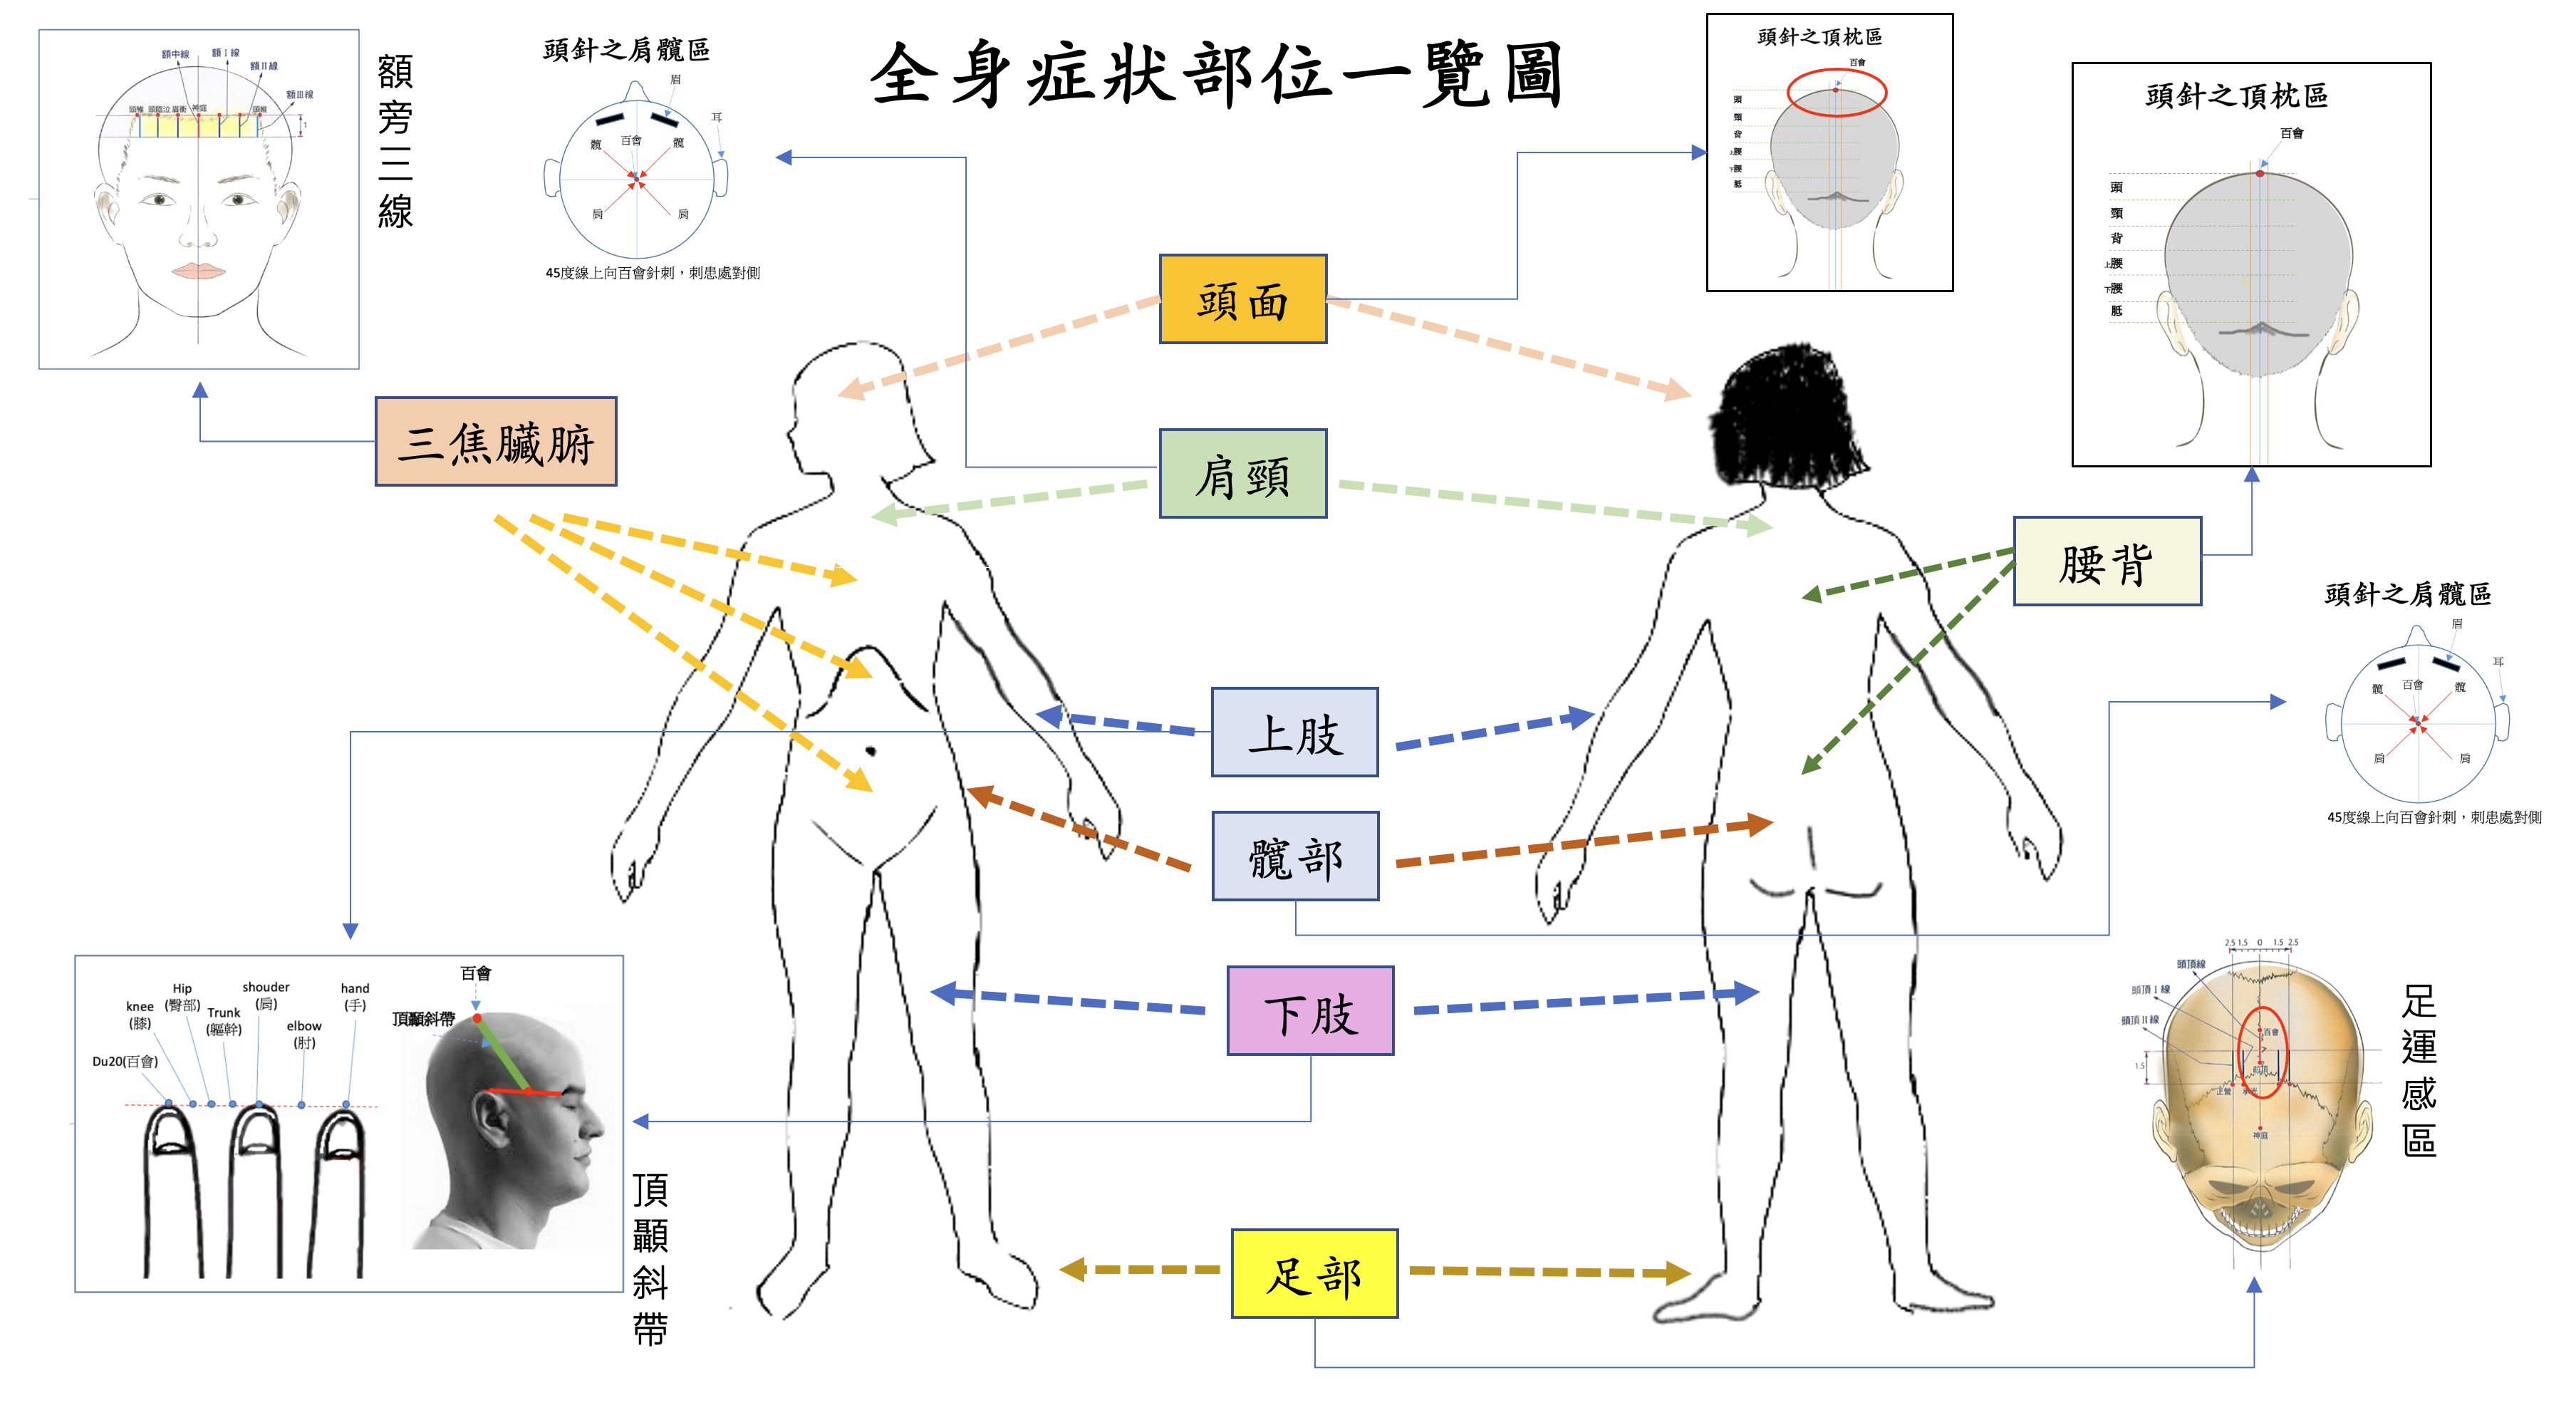 全身症狀部位一覽圖
額中線
額Ⅰ線
額Ⅱ線
額Ⅲ線
頭維 頭臨泣 眉衝 神庭
頭維
1
額旁三線
頭針之肩髖區
眉
耳
髖
百會
髖
肩
肩
45度線上向百會針刺，刺患處對側
頭針之頂枕區
百會
頭
頸
背
上腰
下腰
骶
頭針之頂枕區
百會
頭
頸
背
上腰
下腰
骶
頭面
三焦臟腑
肩頸
腰背
上肢
髖部
下肢
足部
頭針之肩髖區
眉
耳
髖
百會
髖
肩
肩
45度線上向百會針刺，刺患處對側
Du20(百會)
knee
(膝)
Hip
(臀部)
Trunk
(軀幹)
shouder
(肩)
elbow
(肘)
hand
(手)
百會
頂顳斜帶
頂顳斜帶
2.5 1.5 0 1.5 2.5
頭頂線
頭頂Ⅰ線
頭頂Ⅱ線
百會
1.5
前頂
正營
承光
神庭
足運感區